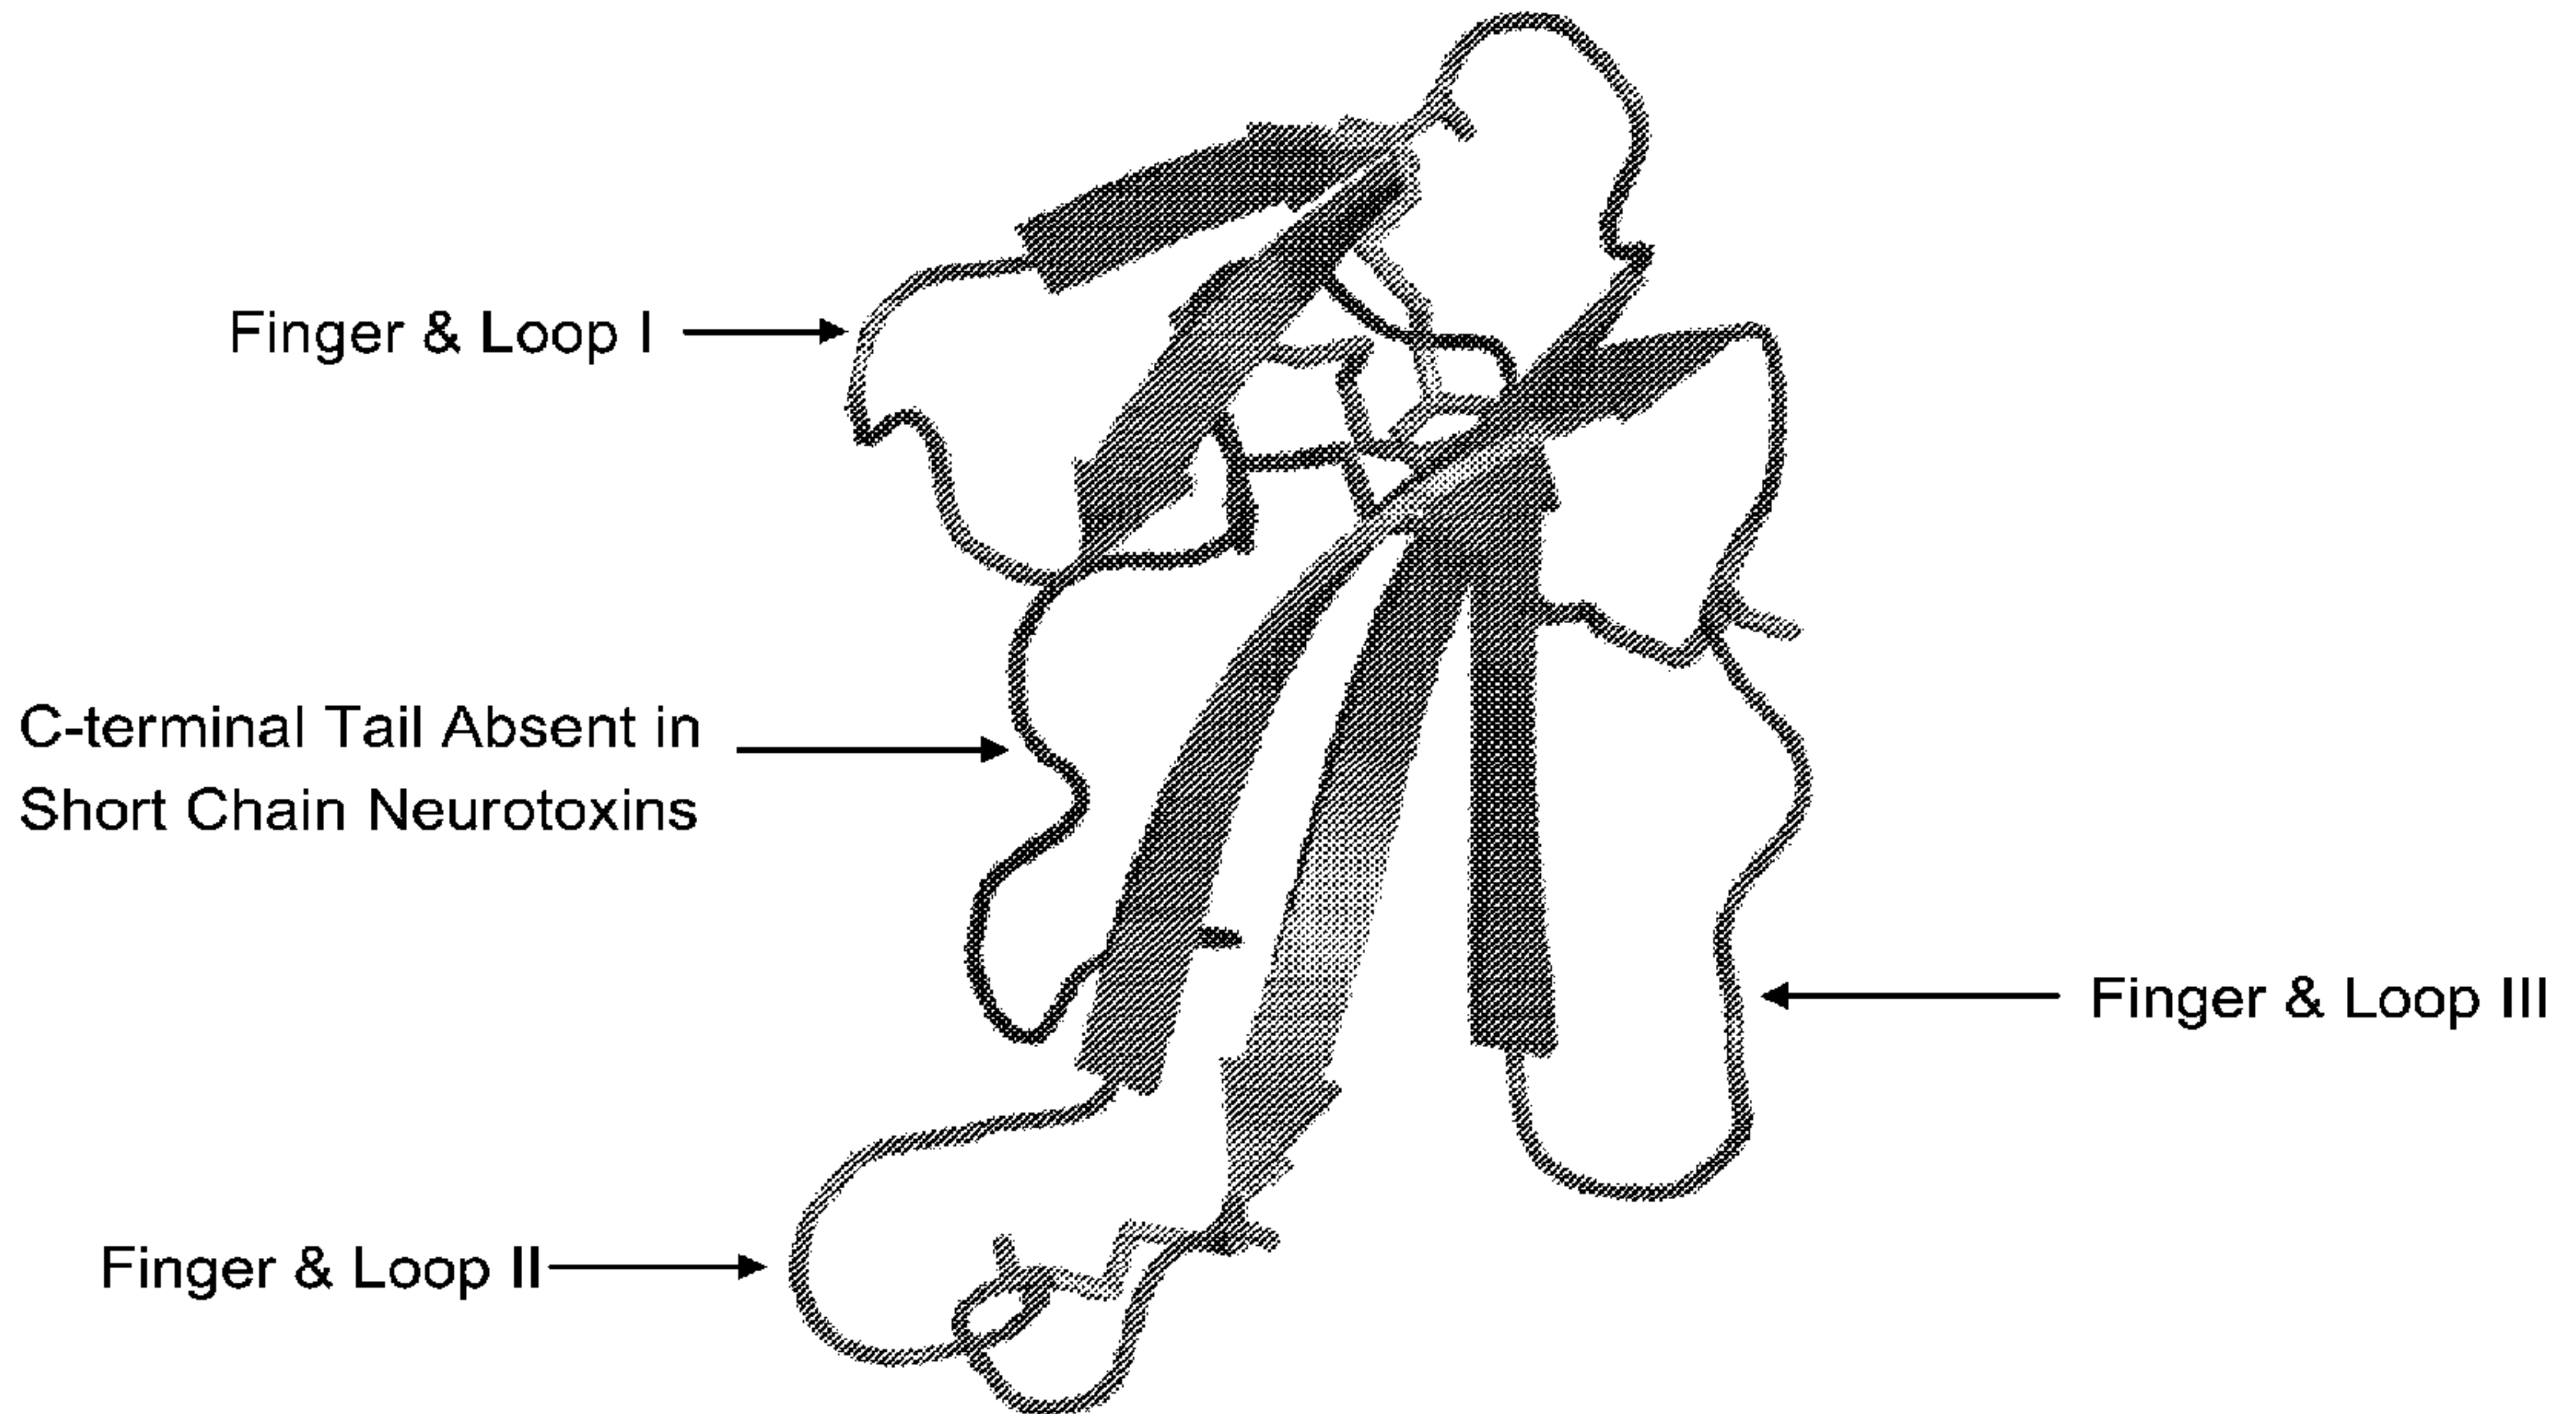 Finger & Loop I
C-terminal Tail Absent in
Short Chain Neurotoxins
Finger & Loop III
Finger & Loop II